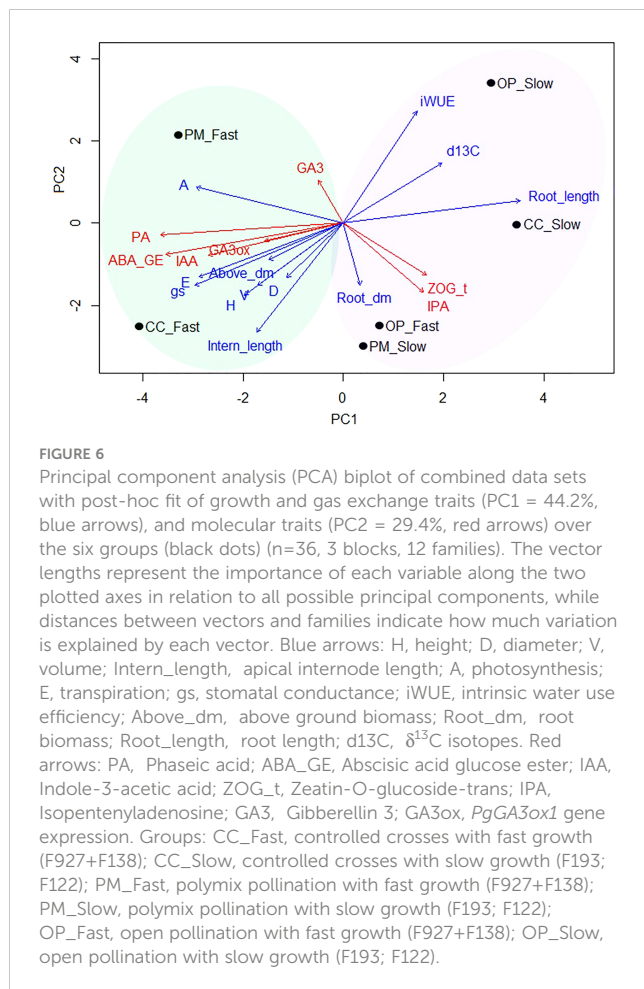 4
OP_Slow
iWUE
PM_Fast
2
d13C
GA3
A
Root_length
PC2
0
CC_Slow
PA
GA3ox
ABA_GE
IAA
Above_dm
E
ZOG_t
gs
V
D
Root_dm
IPA
-2
H
CC_Fast
OP_Fast
Intern_length
PM_Slow
-4
-2
0
2
4
PC1
FIGURE 6
Principal component analysis (PCA) biplot of combined data sets
with post-hoc fit of growth and gas exchange traits (PC1 = 44.2%,
blue arrows), and molecular traits (PC2 = 29.4%, red arrows) over
the six groups (black dots) (n=36, 3 blocks, 12 families). The vector
lengths represent the importance of each variable along the two
plotted axes in relation to all possible principal components, while
distances between vectors and families indicate how much variation
is explained by each vector. Blue arrows: H, height; D, diameter; V,
volume; Intern_length, apical internode length; A, photosynthesis;
E, transpiration; gs, stomatal conductance; iWUE, intrinsic water use
efficiency; Above_dm, above ground biomass; Root_dm, root
biomass; Root_length, root length; d13C, δ¹³C isotopes. Red
arrows: PA, Phaseic acid; ABA_GE, Abscisic acid glucose ester; IAA,
Indole-3-acetic acid; ZOG_t, Zeatin-O-glucoside-trans; IPA,
Isopentenyladenosine; GA3, Gibberellin 3; GA3ox, PgGA3ox1 gene
expression. Groups: CC_Fast, controlled crosses with fast growth
(F927+F138); CC_Slow, controlled crosses with slow growth (F193;
F122); PM_Fast, polymix pollination with fast growth (F927+F138);
PM_Slow, polymix pollination with slow growth (F193; F122);
OP_Fast, open pollination with fast growth (F927+F138); OP_Slow,
open pollination with slow growth (F193; F122).